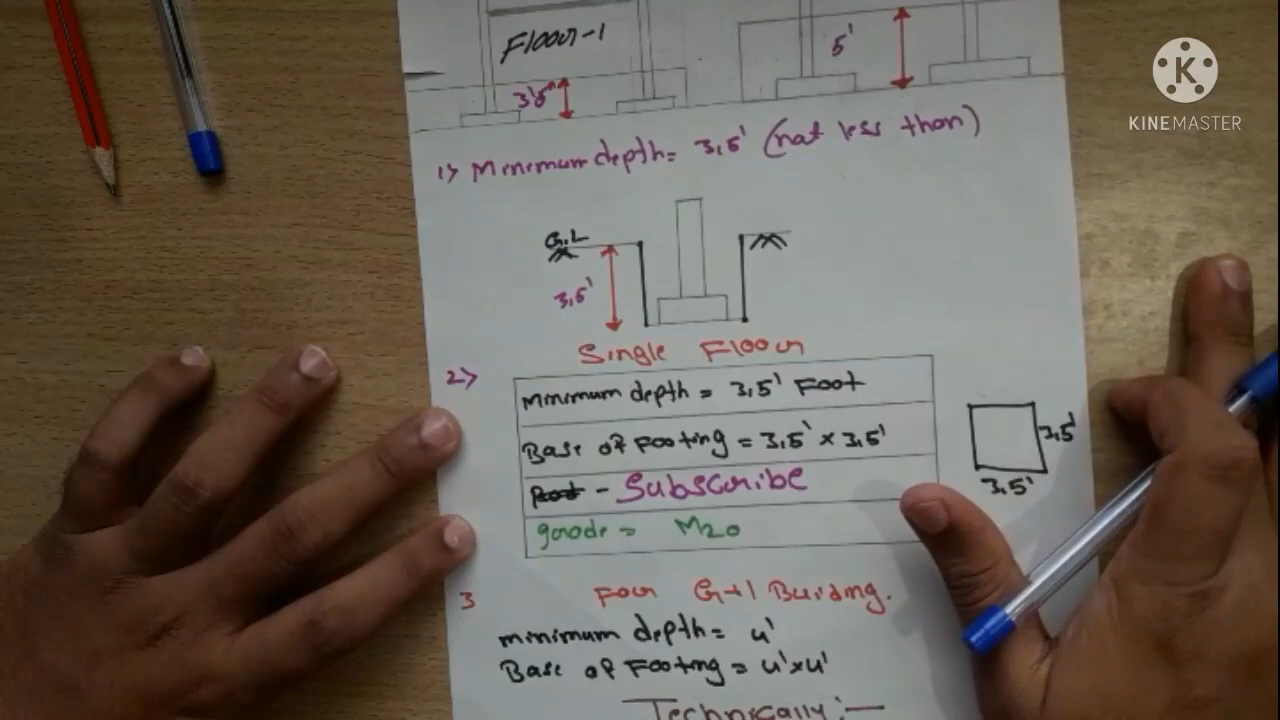 Floor-1
3'5"
5'
K
KINEMASTER
1> Minimum depth = 3.5' (not less than)
G.L
3.5'
Single Floor
2>
Minimum depth = 3.5' Foot
Base of Footing = 3.5' x 3.5'
- Subscribe
grade = M20
3.5'
3.5'
3 For G+1 Building.
minimum depth = 4'
Base of Footing = 4'x4'
Technically :-